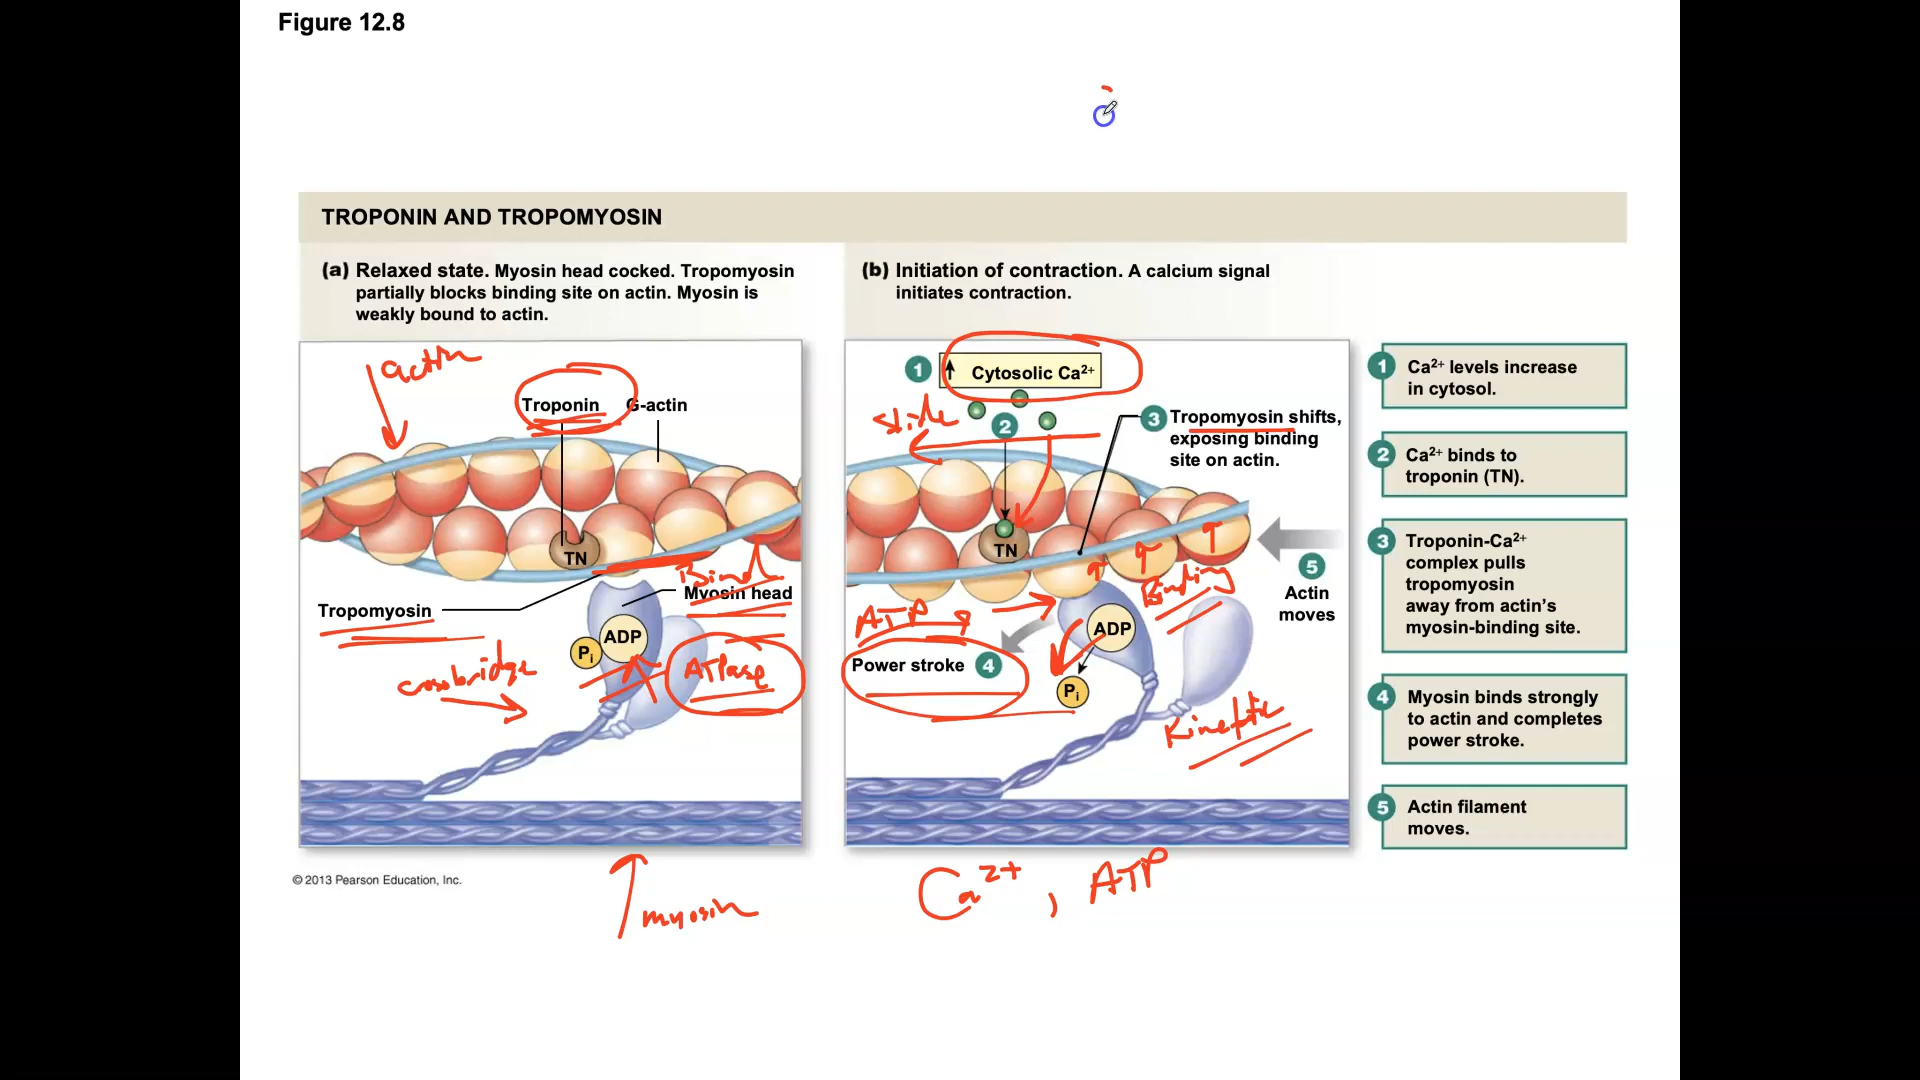 Figure 12.8
TROPONIN AND TROPOMYOSIN
(a) Relaxed state. Myosin head cocked. Tropomyosin
partially blocks binding site on actin. Myosin is
weakly bound to actin.
actin
Troponin
G-actin
TN
Bind
Myosin head
Tropomyosin
ADP
Pi
crossbridge
ATPase
myosin
(b) Initiation of contraction. A calcium signal
initiates contraction.
1
↑ Cytosolic Ca²⁺
slide
2
3 Tropomyosin shifts,
exposing binding
site on actin.
TN
5
Actin
moves
Binding
ATP
ADP
Power stroke 4
Pi
Kinetic
Ca²⁺, ATP
1 Ca²⁺ levels increase
in cytosol.
2 Ca²⁺ binds to
troponin (TN).
3 Troponin-Ca²⁺
complex pulls
tropomyosin
away from actin’s
myosin-binding site.
4 Myosin binds strongly
to actin and completes
power stroke.
5 Actin filament
moves.
© 2013 Pearson Education, Inc.